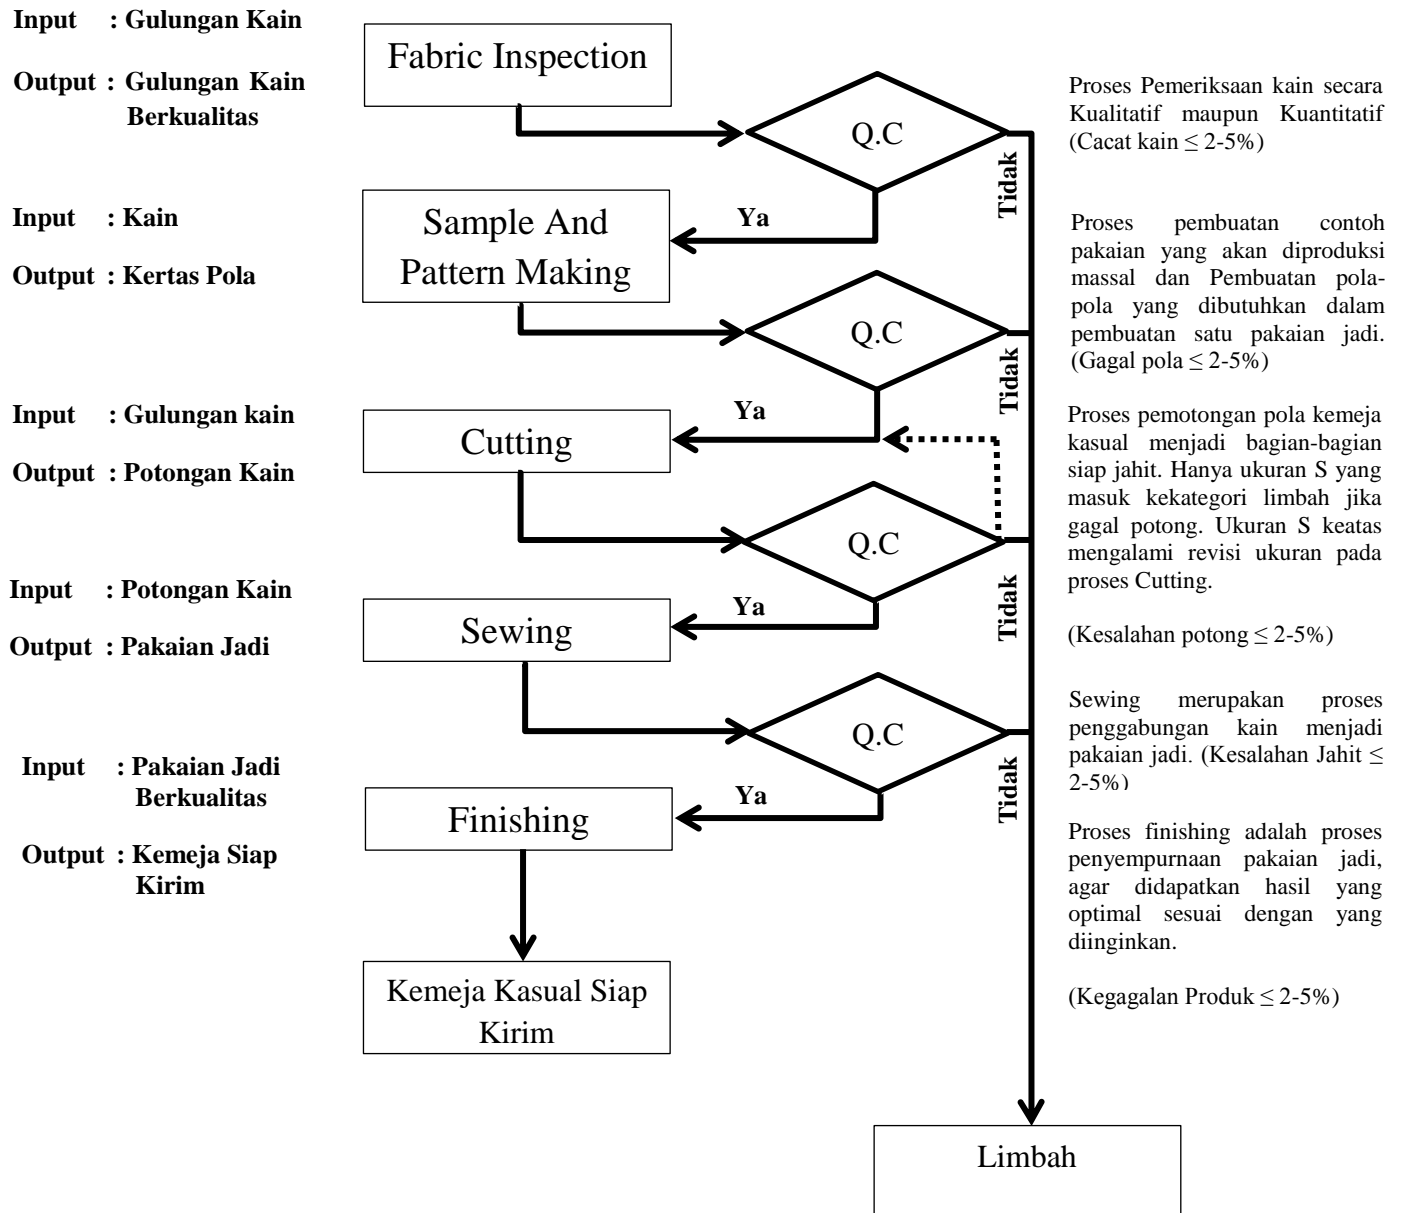 Input : Gulungan Kain
Output : Gulungan Kain
Berkualitas
Fabric Inspection
Q.C
Tidak
Ya
Proses Pemeriksaan kain secara
Kualitatif maupun Kuantitatif
(Cacat kain ≤ 2-5%)
Input : Kain
Output : Kertas Pola
Sample And
Pattern Making
Q.C
Tidak
Ya
Proses pembuatan contoh
pakaian yang akan diproduksi
massal dan Pembuatan pola-
pola yang dibutuhkan dalam
pembuatan satu pakaian jadi.
(Gagal pola ≤ 2-5%)
Input : Gulungan kain
Output : Potongan Kain
Cutting
Q.C
Tidak
Ya
Proses pemotongan pola kemeja
kasual menjadi bagian-bagian
siap jahit. Hanya ukuran S yang
masuk kekategori limbah jika
gagal potong. Ukuran S keatas
mengalami revisi ukuran pada
proses Cutting.
(Kesalahan potong ≤ 2-5%)
Input : Potongan Kain
Output : Pakaian Jadi
Sewing
Q.C
Tidak
Ya
Sewing merupakan proses
penggabungan kain menjadi
pakaian jadi. (Kesalahan Jahit ≤
2-5%)
Input : Pakaian Jadi
Berkualitas
Output : Kemeja Siap
Kirim
Finishing
Proses finishing adalah proses
penyempurnaan pakaian jadi,
agar didapatkan hasil yang
optimal sesuai dengan yang
diinginkan.
(Kegagalan Produk ≤ 2-5%)
Kemeja Kasual Siap
Kirim
Limbah